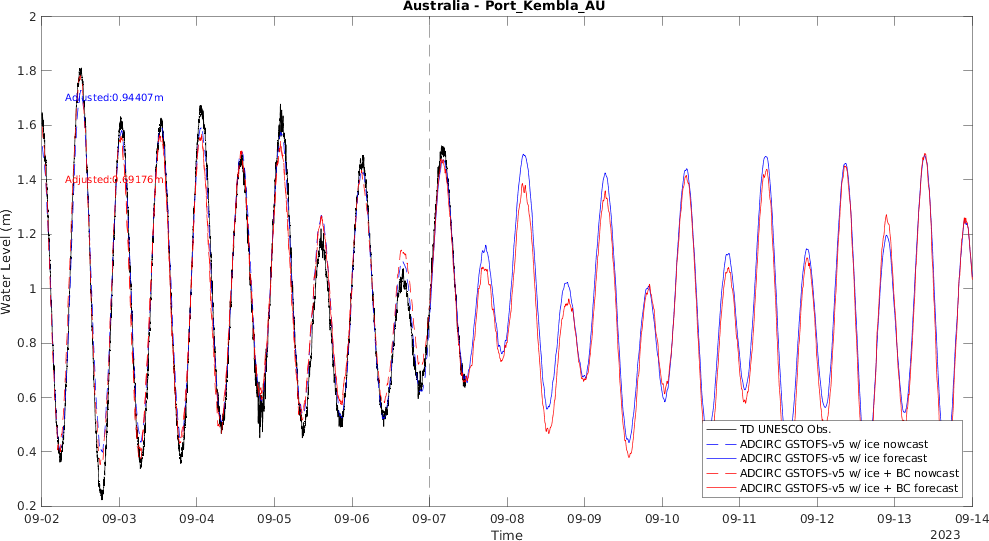 Australia - Port_Kembla_AU
2
1.8
1.6
1.4
1.2
1
0.8
0.6
0.4
0.2
Water Level (m)
Adjusted:0.94407m
Adjusted:0.69176m
TD UNESCO Obs.
ADCIRC GSTOFS-v5 w/ ice nowcast
ADCIRC GSTOFS-v5 w/ ice forecast
ADCIRC GSTOFS-v5 w/ ice + BC nowcast
ADCIRC GSTOFS-v5 w/ ice + BC forecast
09-02 09-03 09-04 09-05 09-06 09-07 09-08 09-09 09-10 09-11 09-12 09-13 09-14
Time
2023